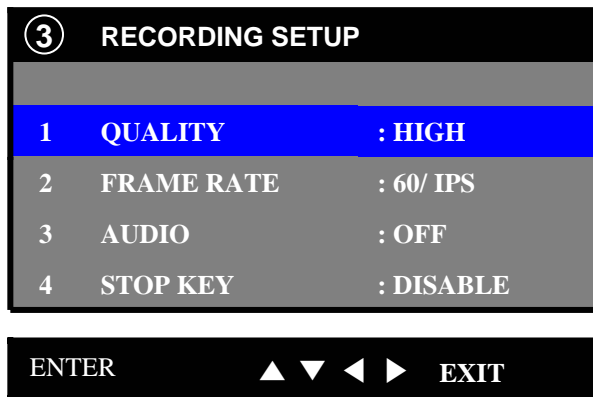 ③ RECORDING SETUP
1 QUALITY : HIGH
2 FRAME RATE : 60/ IPS
3 AUDIO : OFF
4 STOP KEY : DISABLE
ENTER ▲ ▼ ◀ ▶ EXIT